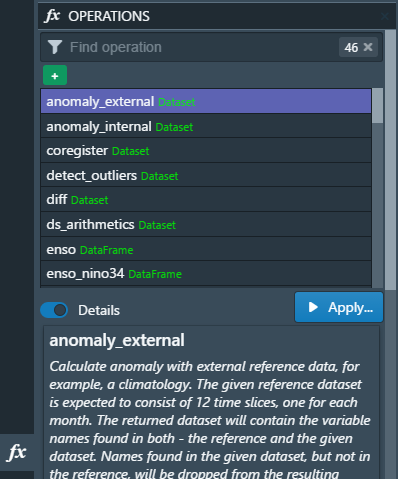 fx OPERATIONS
Find operation 46 ×
+
anomaly_external Dataset
anomaly_internal Dataset
coregister Dataset
detect_outliers Dataset
diff Dataset
ds_arithmetics Dataset
enso DataFrame
enso_nino34 DataFrame
Details Apply...
anomaly_external
Calculate anomaly with external reference data, for
example, a climatology. The given reference dataset
is expected to consist of 12 time slices, one for each
month. The returned dataset will contain the variable
names found in both - the reference and the given
dataset. Names found in the given dataset, but not in
the reference, will be dropped from the resulting
fx